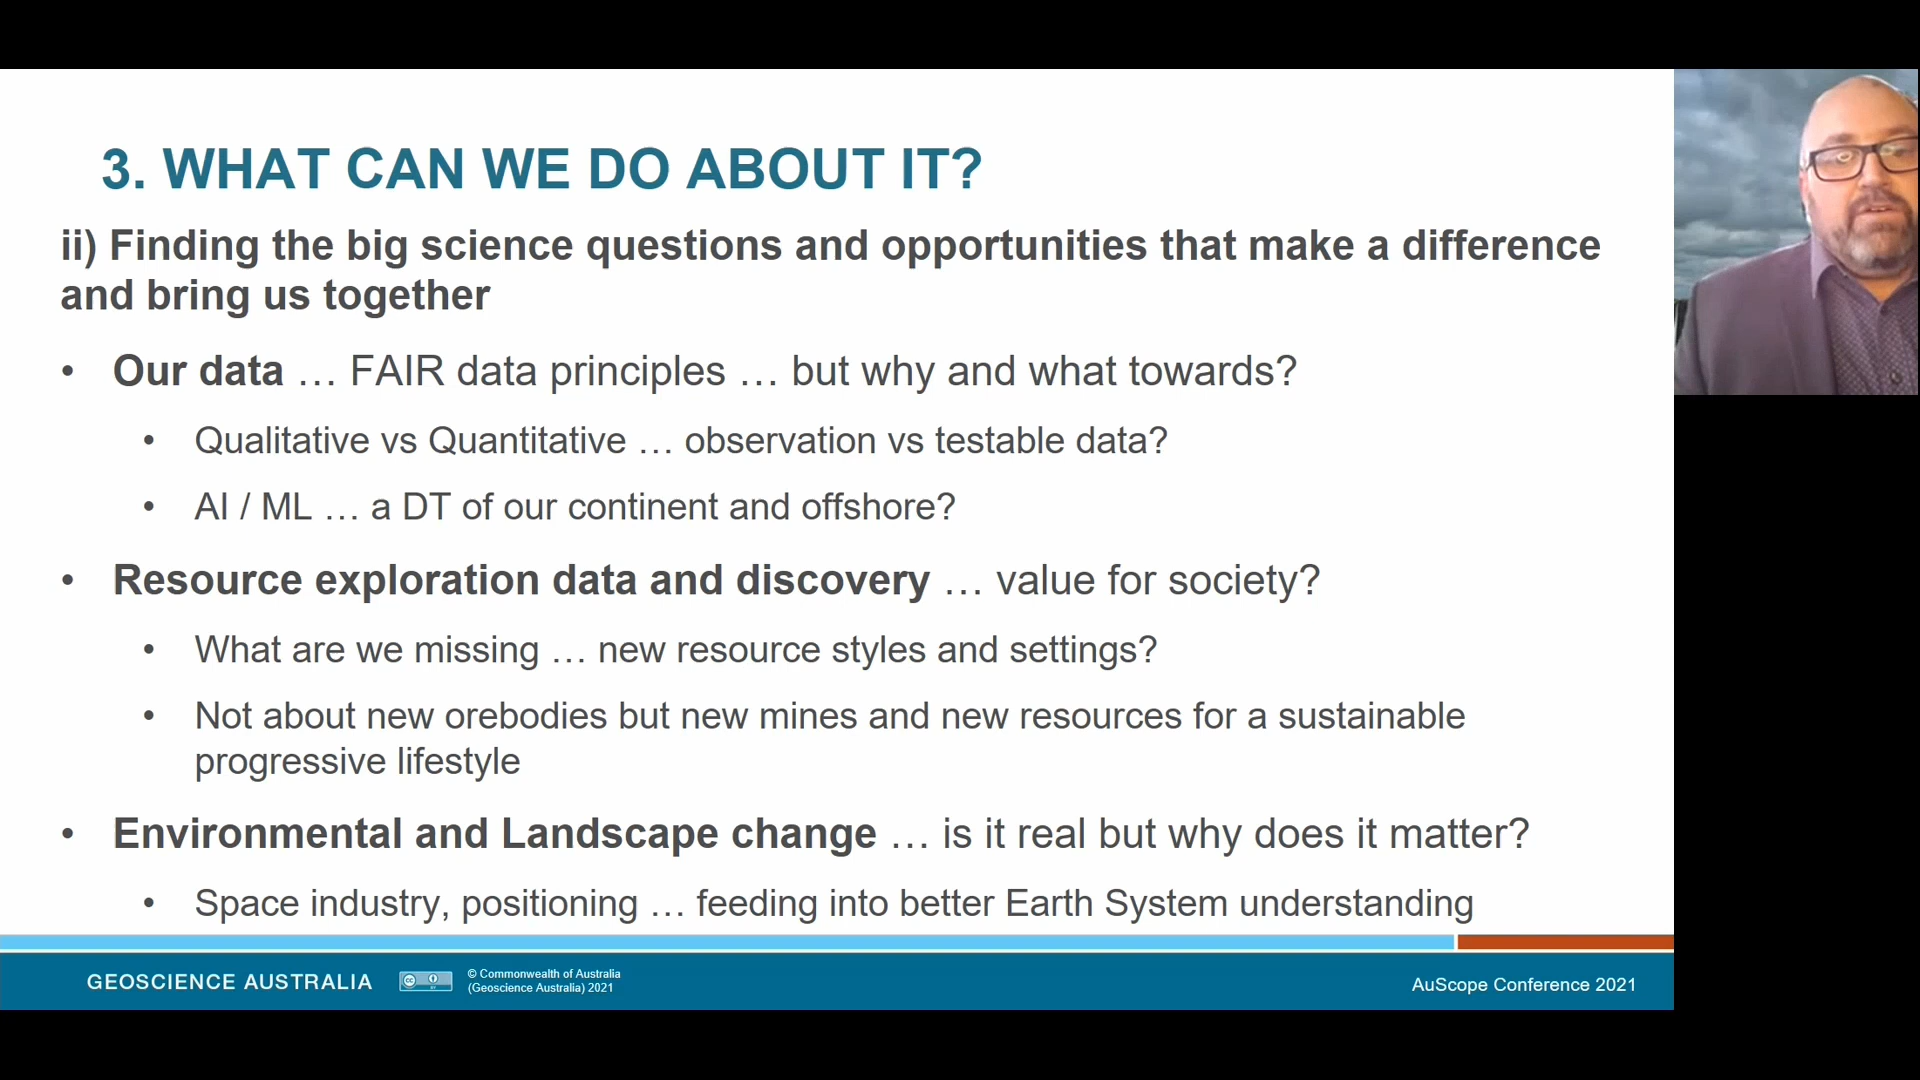 3. WHAT CAN WE DO ABOUT IT?
ii) Finding the big science questions and opportunities that make a difference
and bring us together
• Our data … FAIR data principles … but why and what towards?
• Qualitative vs Quantitative … observation vs testable data?
• AI / ML … a DT of our continent and offshore?
• Resource exploration data and discovery … value for society?
• What are we missing … new resource styles and settings?
• Not about new orebodies but new mines and new resources for a sustainable
progressive lifestyle
• Environmental and Landscape change … is it real but why does it matter?
• Space industry, positioning … feeding into better Earth System understanding
GEOSCIENCE AUSTRALIA
cc
BY
© Commonwealth of Australia
(Geoscience Australia) 2021
AuScope Conference 2021